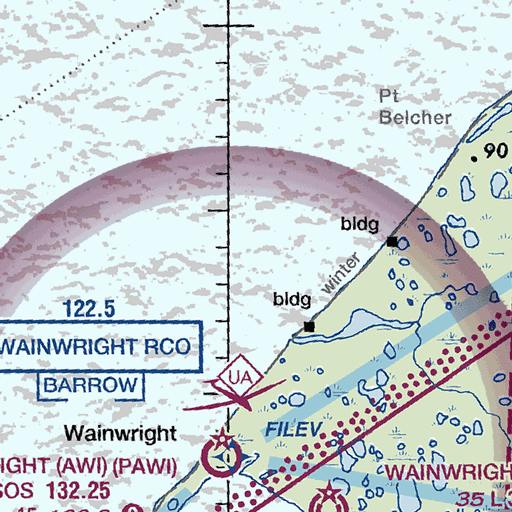 Pt
Belcher
90
bldg
winter
bldg
122.5
WAINWRIGHT RCO
BARROW
UA
Wainwright
FILEV
IGHT (AWI) (PAWI)
SOS 132.25
WAINWRIGH
35 L